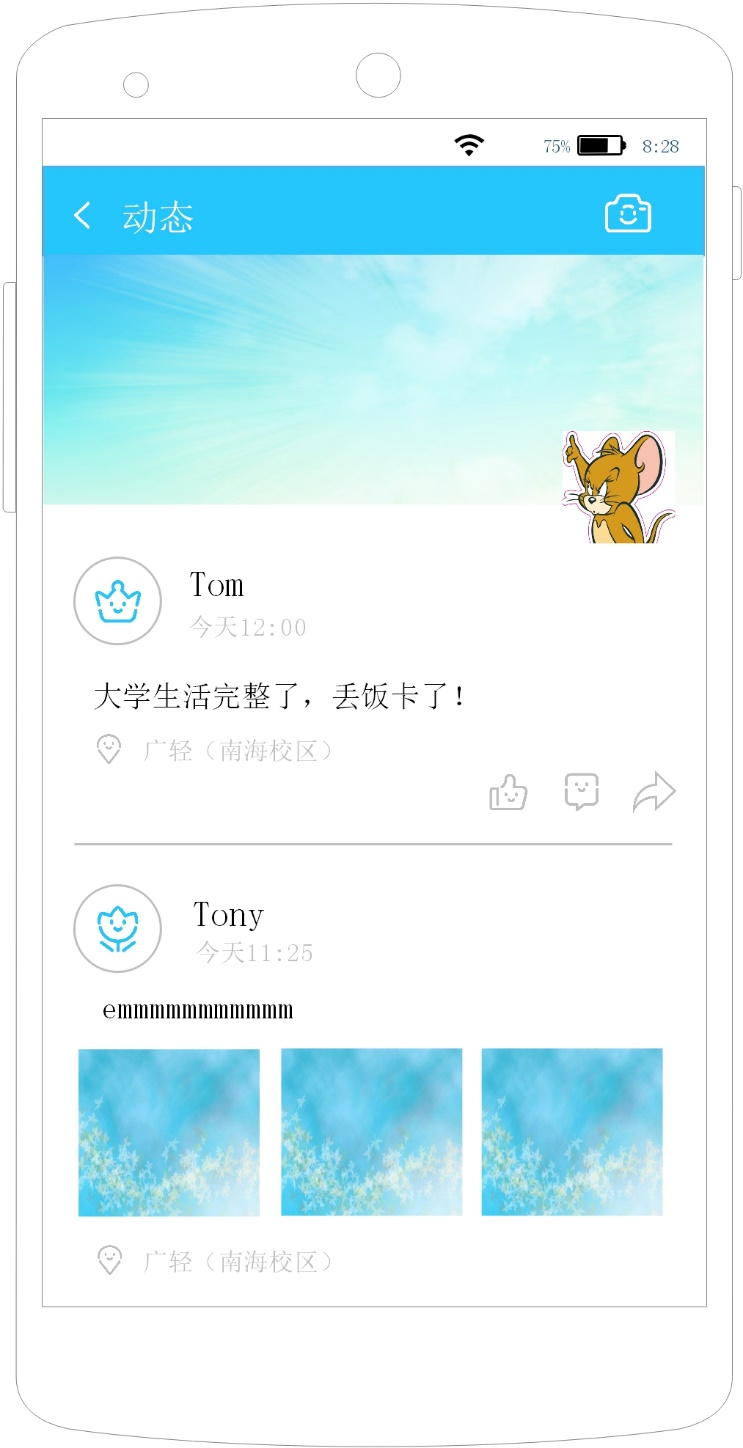 75% 8:28
动态
Tom
今天12:00
大学生活完整了，丢饭卡了！
广轻（南海校区）
Tony
今天11:25
emmmmmmmmmmm
广轻（南海校区）